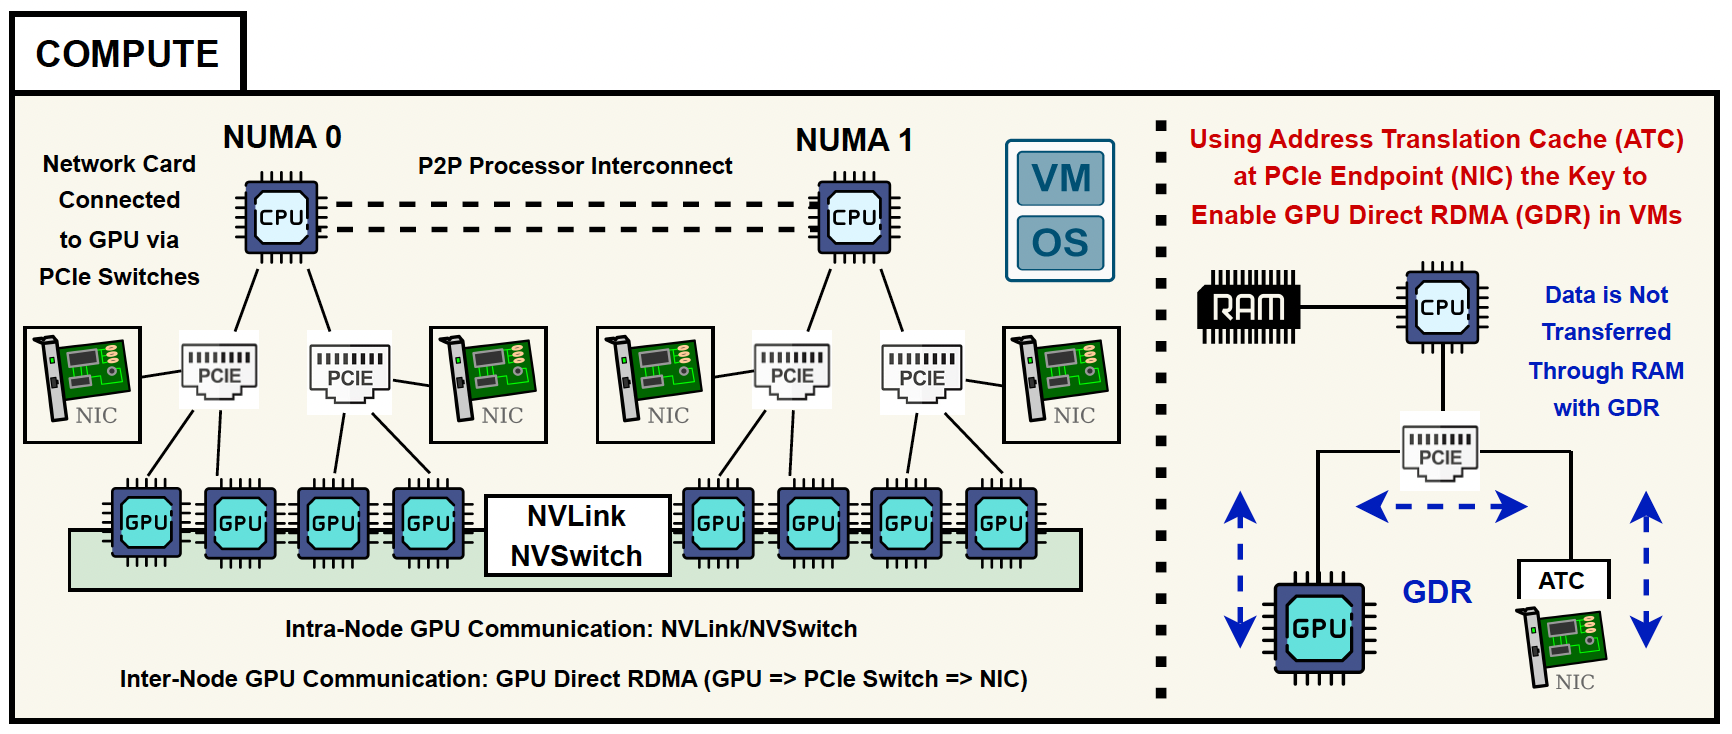 COMPUTE
NUMA 0
NUMA 1
Network Card
Connected
to GPU via
PCIe Switches
P2P Processor Interconnect
CPU
CPU
VM
OS
PCIE
PCIE
PCIE
PCIE
NIC
NIC
NIC
NIC
GPU
GPU
GPU
GPU
NVLink
NVSwitch
GPU
GPU
GPU
GPU
Intra-Node GPU Communication: NVLink/NVSwitch
Inter-Node GPU Communication: GPU Direct RDMA (GPU => PCIe Switch => NIC)
Using Address Translation Cache (ATC)
at PCIe Endpoint (NIC) the Key to
Enable GPU Direct RDMA (GDR) in VMs
RAM
CPU
Data is Not
Transferred
Through RAM
with GDR
PCIE
GDR
ATC
GPU
NIC